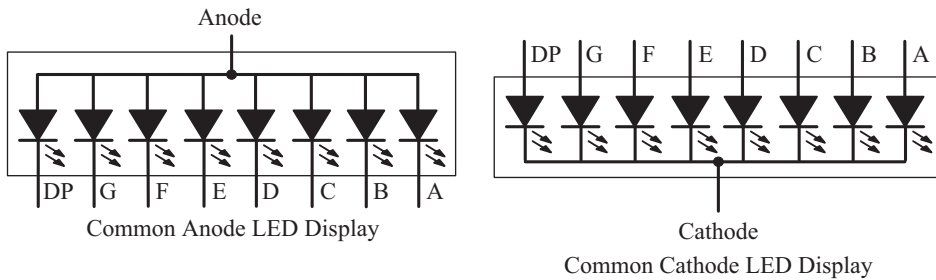 Anode
DP G F E D C B A
Common Anode LED Display
DP G F E D C B A
Cathode
Common Cathode LED Display